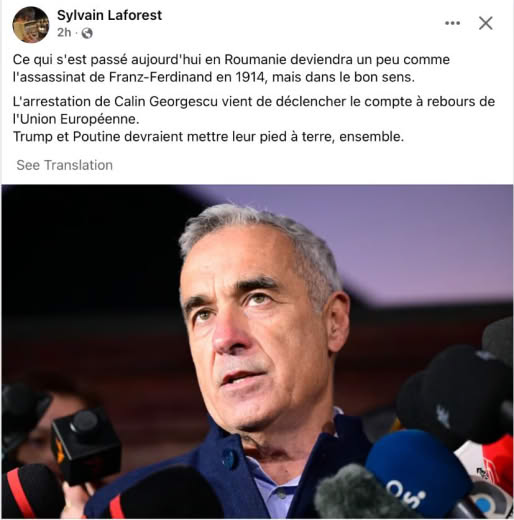 Sylvain Laforest
2h
Ce qui s'est passé aujourd'hui en Roumanie deviendra un peu comme
l'assassinat de Franz-Ferdinand en 1914, mais dans le bon sens.
L'arrestation de Calin Georgescu vient de déclencher le compte à rebours de
l'Union Européenne.
Trump et Poutine devraient mettre leur pied à terre, ensemble.
See Translation